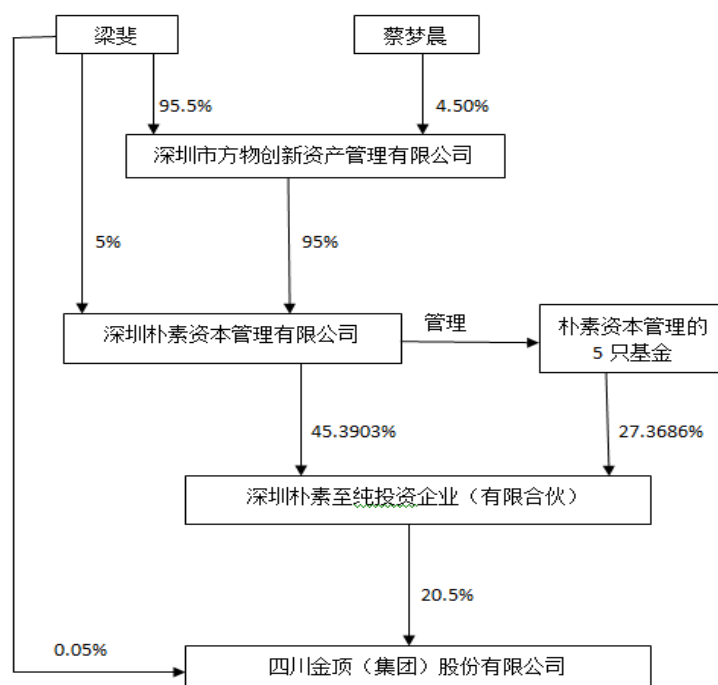 梁斐
蔡梦晨
95.5%
4.50%
深圳市方物创新资产管理有限公司
5%
95%
深圳朴素资本管理有限公司
管理
朴素资本管理的
5 只基金
45.3903%
27.3686%
深圳朴素至纯投资企业（有限合伙）
20.5%
0.05%
四川金顶（集团）股份有限公司